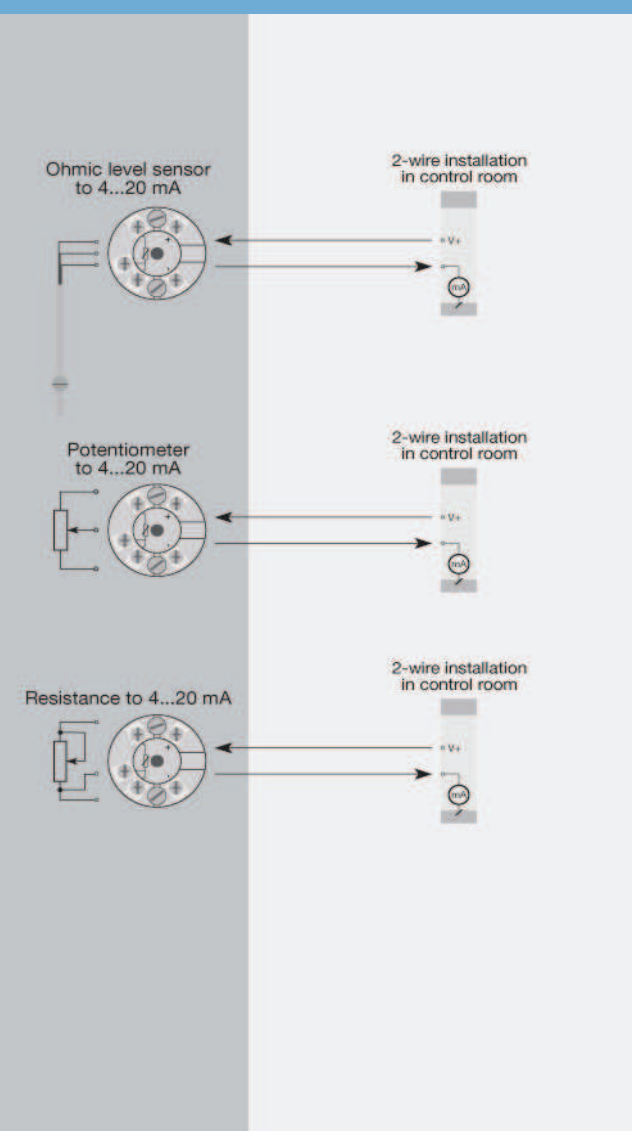 Ohmic level sensor
to 4...20 mA
2-wire installation
in control room
V+
mA
Potentiometer
to 4...20 mA
2-wire installation
in control room
V+
mA
Resistance to 4...20 mA
2-wire installation
in control room
V+
mA